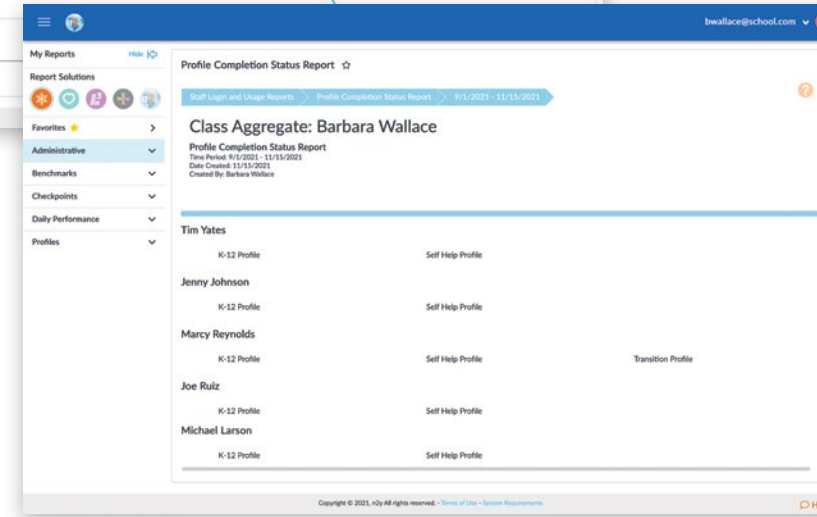 bwallace@school.com
My Reports Hide
Report Solutions
Favorites
Administrative
Benchmarks
Checkpoints
Daily Performance
Profiles
Profile Completion Status Report
Staff Login and Usage Reports Profile Completion Status Report 9/1/2021 - 11/15/2021
?
Class Aggregate: Barbara Wallace
Profile Completion Status Report
Time Period: 9/1/2021 - 11/15/2021
Date Created: 11/15/2021
Created By: Barbara Wallace
Tim Yates
K-12 Profile Self Help Profile
Jenny Johnson
K-12 Profile Self Help Profile
Marcy Reynolds
K-12 Profile Self Help Profile Transition Profile
Joe Ruiz
K-12 Profile Self Help Profile
Michael Larson
K-12 Profile Self Help Profile
Copyright © 2021, n2y All rights reserved. - Terms of Use - System Requirements